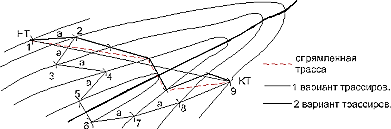 НТ
1
2
а
а
3
а
4
5
а
6
а
7
а
8
КТ
9
спрямленная
трасса
1 вариант трассиров.
2 вариант трассиров.